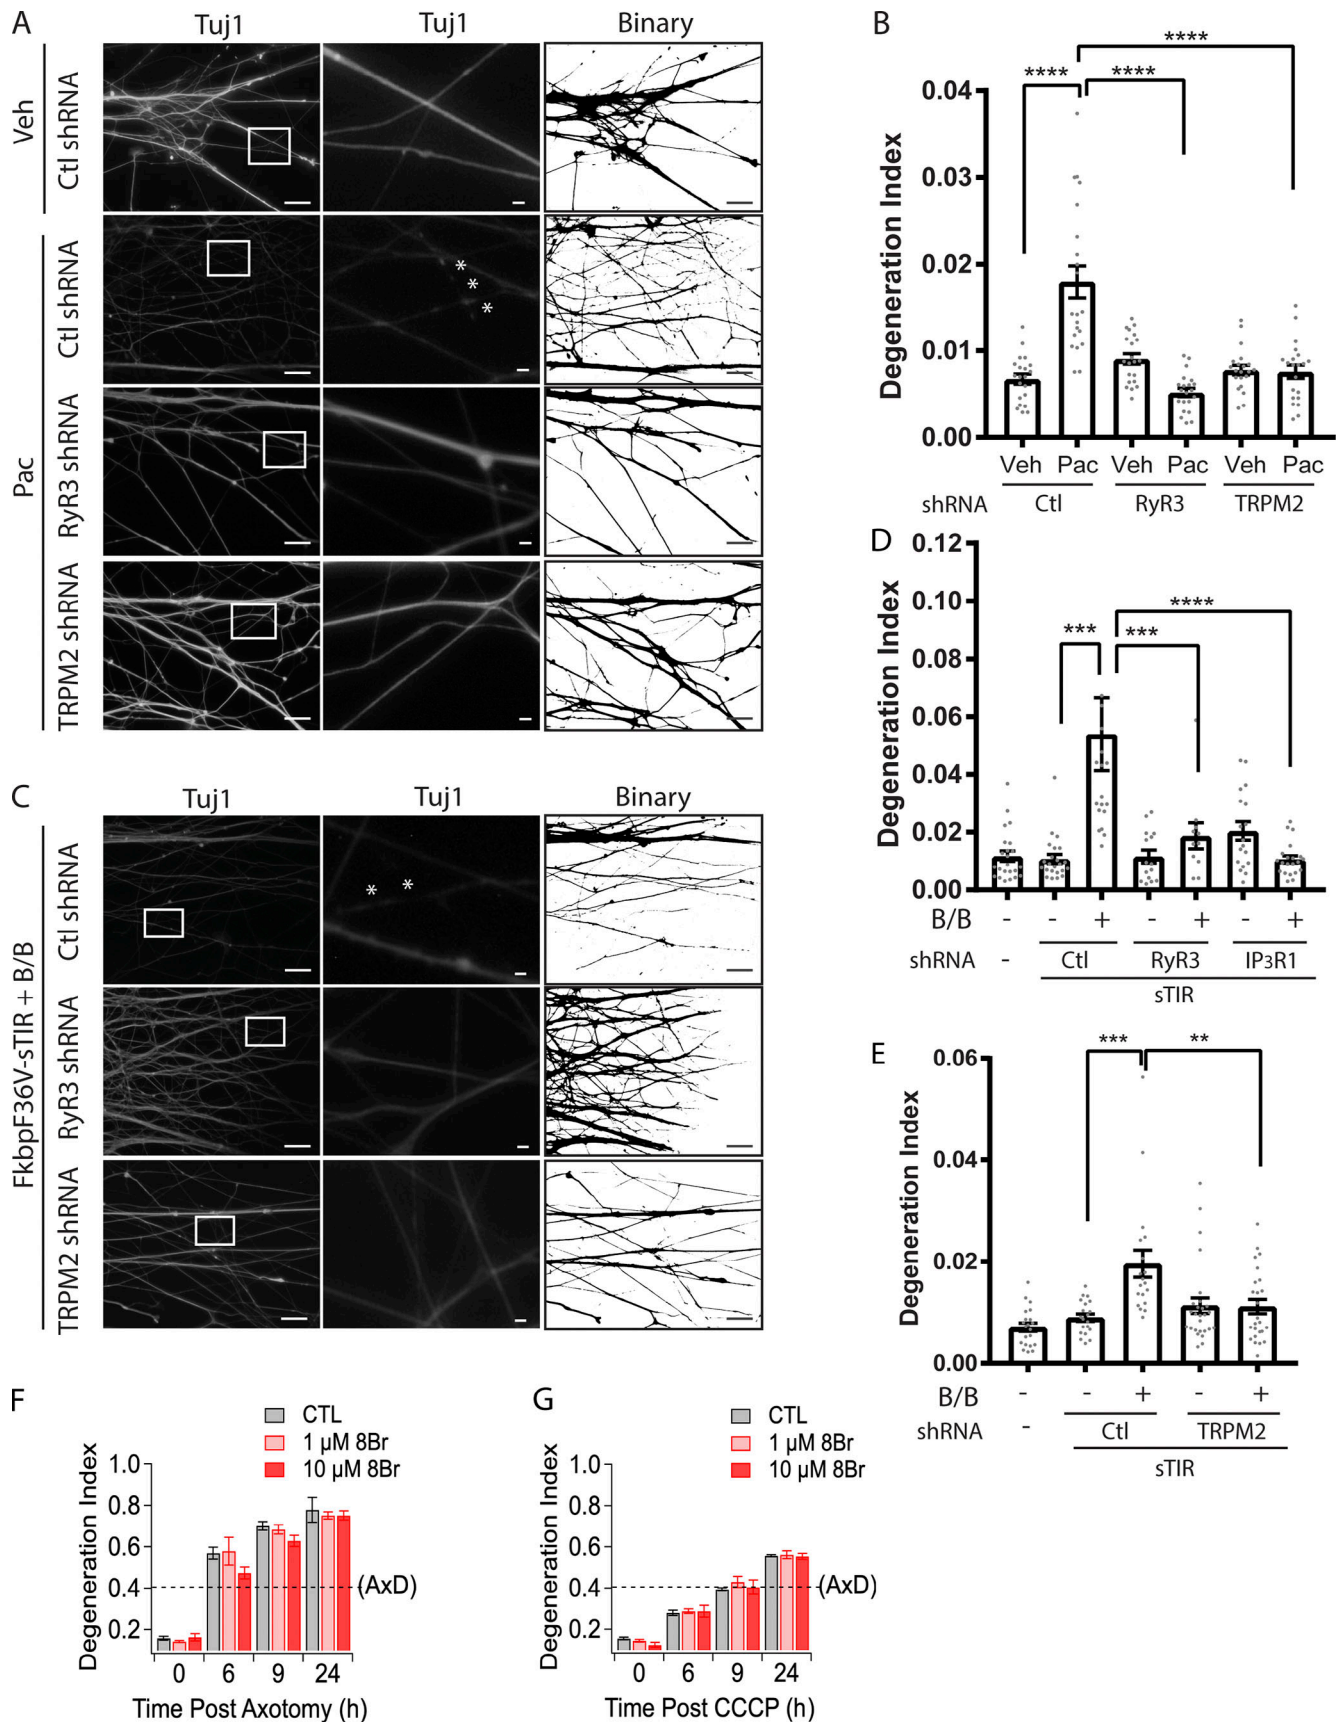 A
Tuj1
Tuj1
Binary
Veh
Ctl shRNA
Pac
Ctl shRNA
* * *
RyR3 shRNA
TRPM2 shRNA
B
Degeneration Index
0.04
0.03
0.02
0.01
0.00
****
****
****
Veh Pac Veh Pac Veh Pac
shRNA Ctl RyR3 TRPM2
C
Tuj1
Tuj1
Binary
FkbpF36V-sTIR + B/B
Ctl shRNA
* *
RyR3 shRNA
TRPM2 shRNA
D
Degeneration Index
0.12
0.10
0.08
0.06
0.04
0.02
0.00
****
*** ***
B/B - - + - + - +
shRNA - Ctl RyR3 IP3R1
sTIR
E
Degeneration Index
0.06
0.04
0.02
0.00
*** **
B/B - - + - +
shRNA - Ctl TRPM2
sTIR
F
CTL
1 µM 8Br
10 µM 8Br
Degeneration Index
1.0
0.8
0.6
0.4
0.2
(AxD)
0 6 9 24
Time Post Axotomy (h)
G
CTL
1 µM 8Br
10 µM 8Br
Degeneration Index
1.0
0.8
0.6
0.4
0.2
(AxD)
0 6 9 24
Time Post CCCP (h)